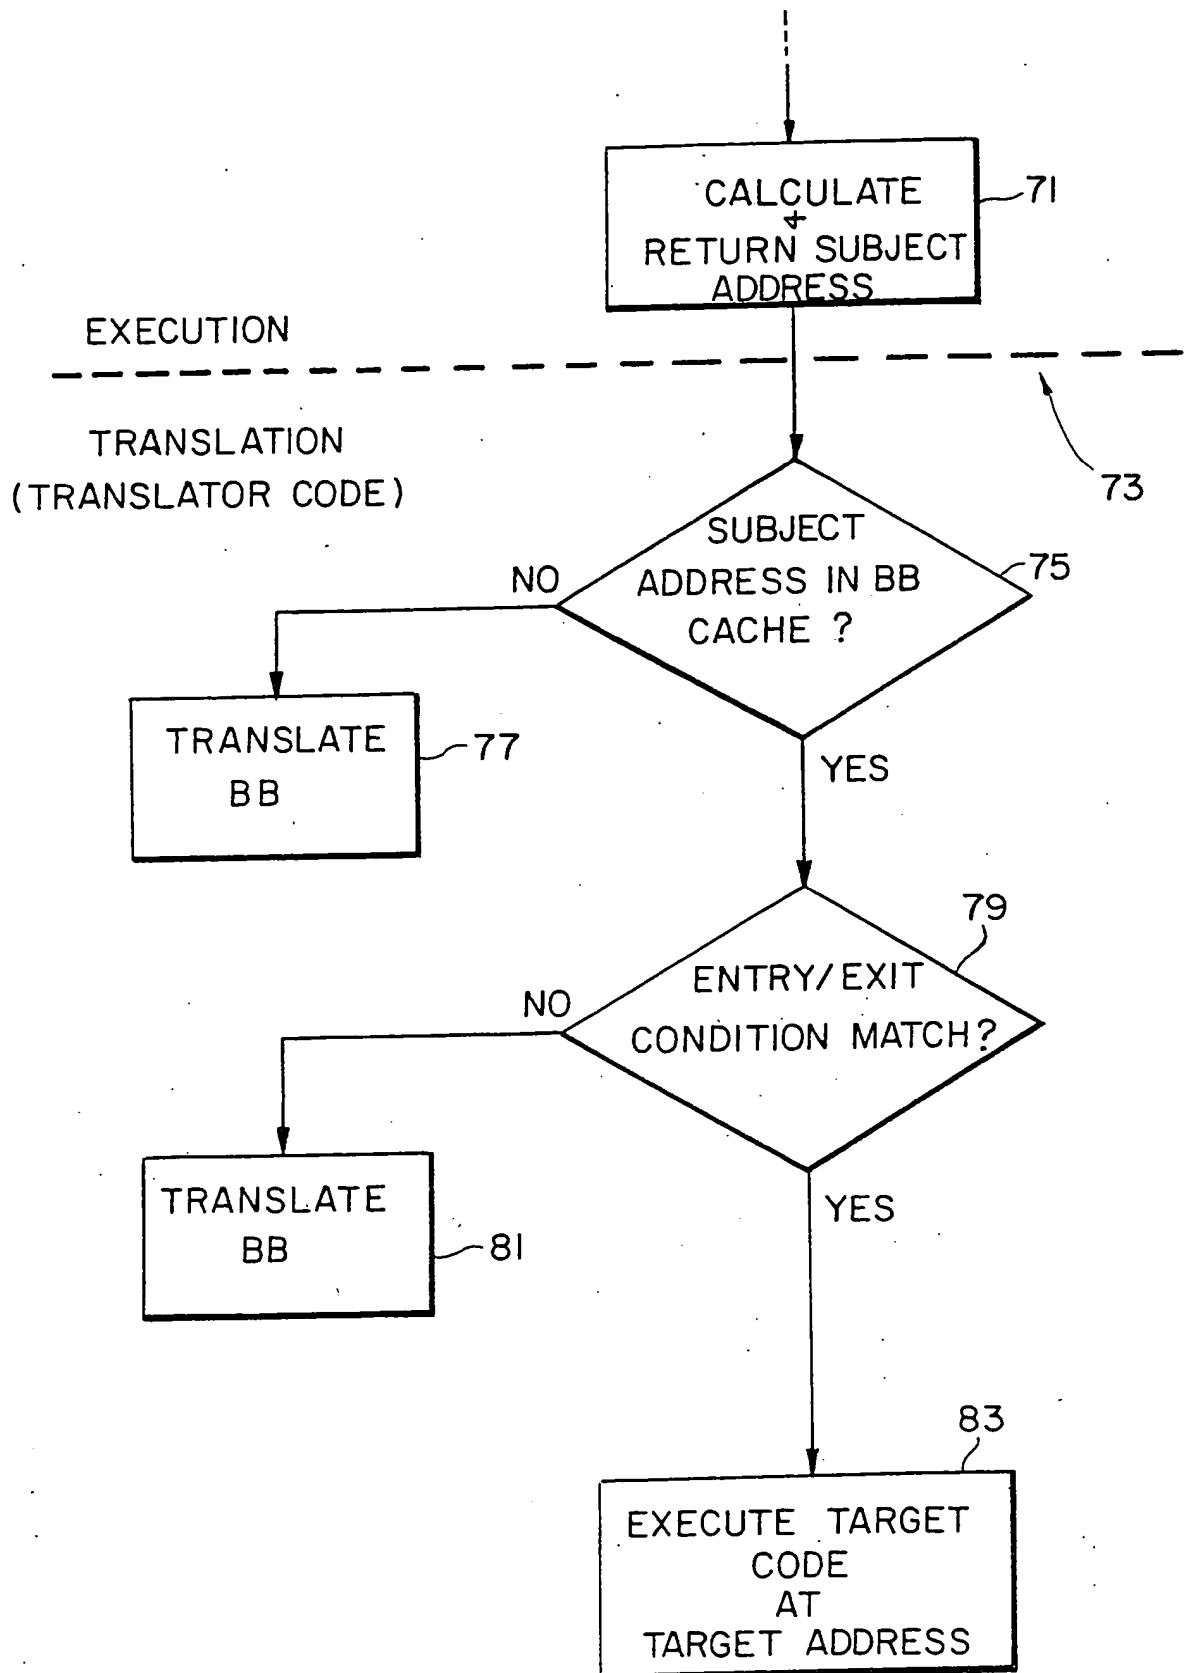 CALCULATE
&
RETURN SUBJECT
ADDRESS
71
EXECUTION
73
TRANSLATION
(TRANSLATOR CODE)
SUBJECT
ADDRESS IN BB
CACHE ?
75
NO
TRANSLATE
BB
77
YES
79
ENTRY/EXIT
CONDITION MATCH?
NO
TRANSLATE
BB
81
YES
83
EXECUTE TARGET
CODE
AT
TARGET ADDRESS